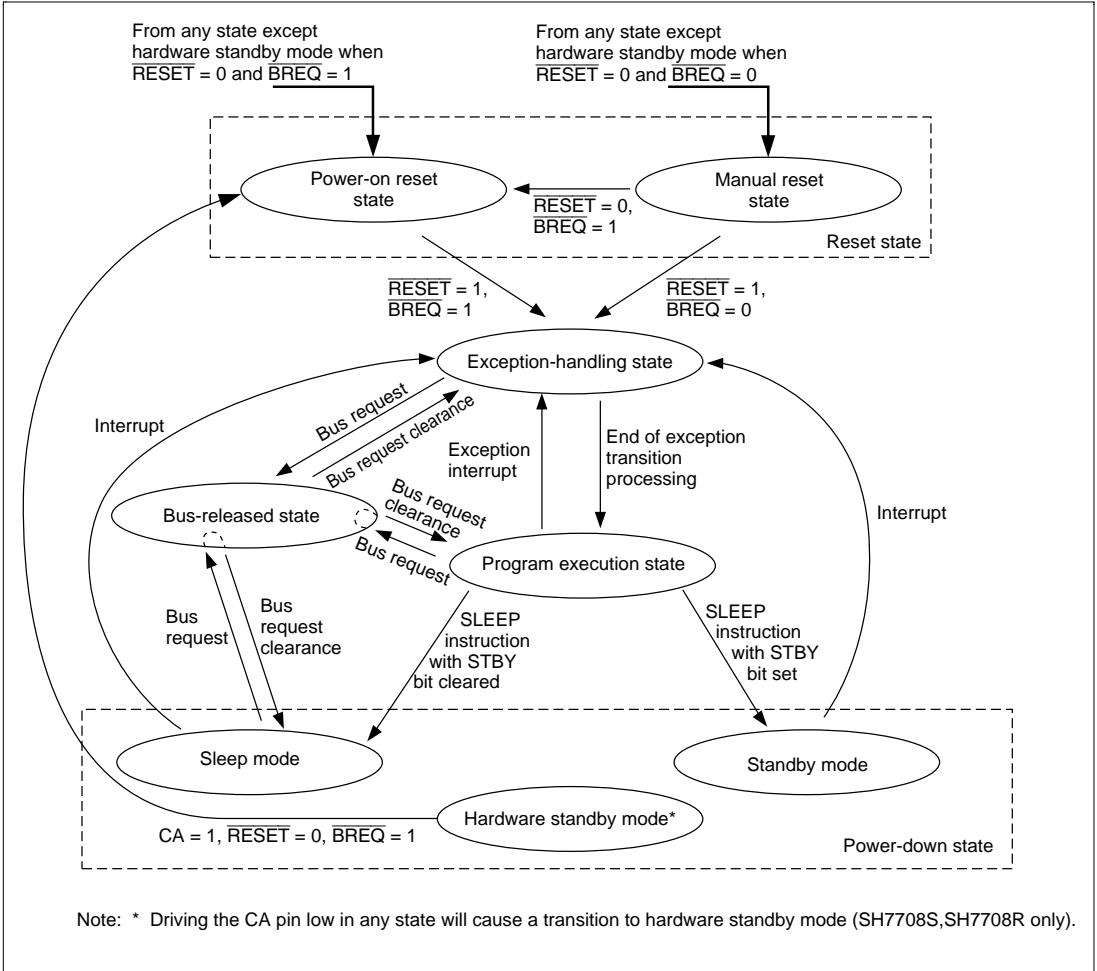 From any state except
hardware standby mode when
RESET = 0 and BREQ = 1
From any state except
hardware standby mode when
RESET = 0 and BREQ = 0
Power-on reset
state
Manual reset
state
RESET = 0,
BREQ = 1
Reset state
RESET = 1,
BREQ = 1
RESET = 1,
BREQ = 0
Exception-handling state
Interrupt
Bus request
Bus request clearance
Exception
interrupt
End of exception
transition
processing
Interrupt
Bus-released state
Bus request
clearance
Bus request
Program execution state
Bus
request
Bus
request
clearance
SLEEP
instruction
with STBY
bit cleared
SLEEP
instruction
with STBY
bit set
Sleep mode
Standby mode
Hardware standby mode*
CA = 1, RESET = 0, BREQ = 1
Power-down state
Note: * Driving the CA pin low in any state will cause a transition to hardware standby mode (SH7708S,SH7708R only).